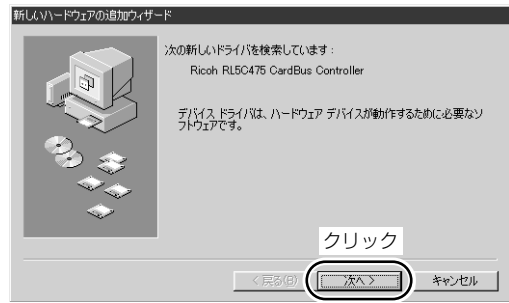 新しいハードウェアの追加ウィザード
次の新しいドライバを検索しています :
Ricoh RL5C475 CardBus Controller
デバイス ドライバは、ハードウェア デバイスが動作するために必要なソ
フトウェアです。
クリック
< 戻る(B)
次へ >
キャンセル